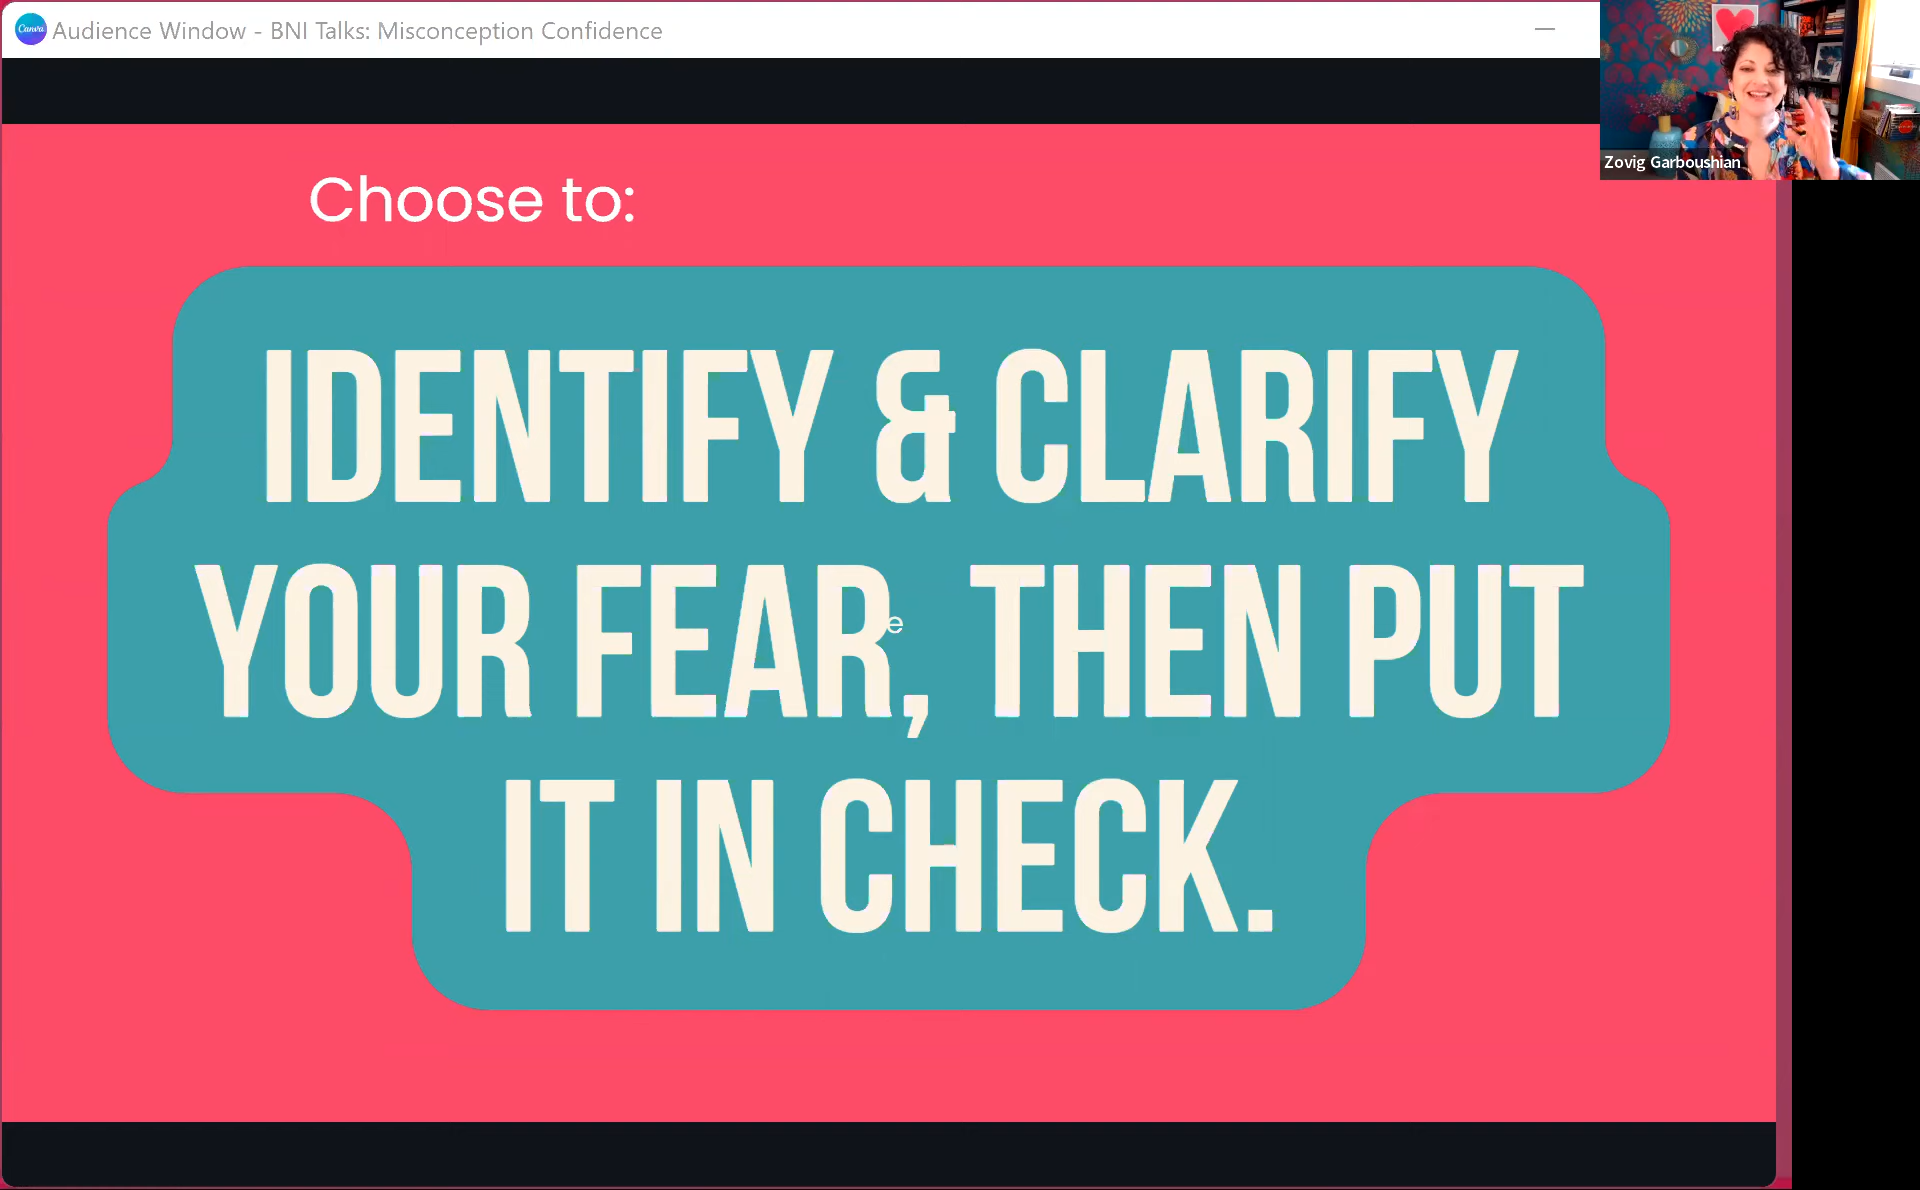 Canva
Audience Window - BNI Talks: Misconception Confidence
Zovig Garboushian
Choose to:
IDENTIFY & CLARIFY
YOUR FEAR, THEN PUT
e
IT IN CHECK.